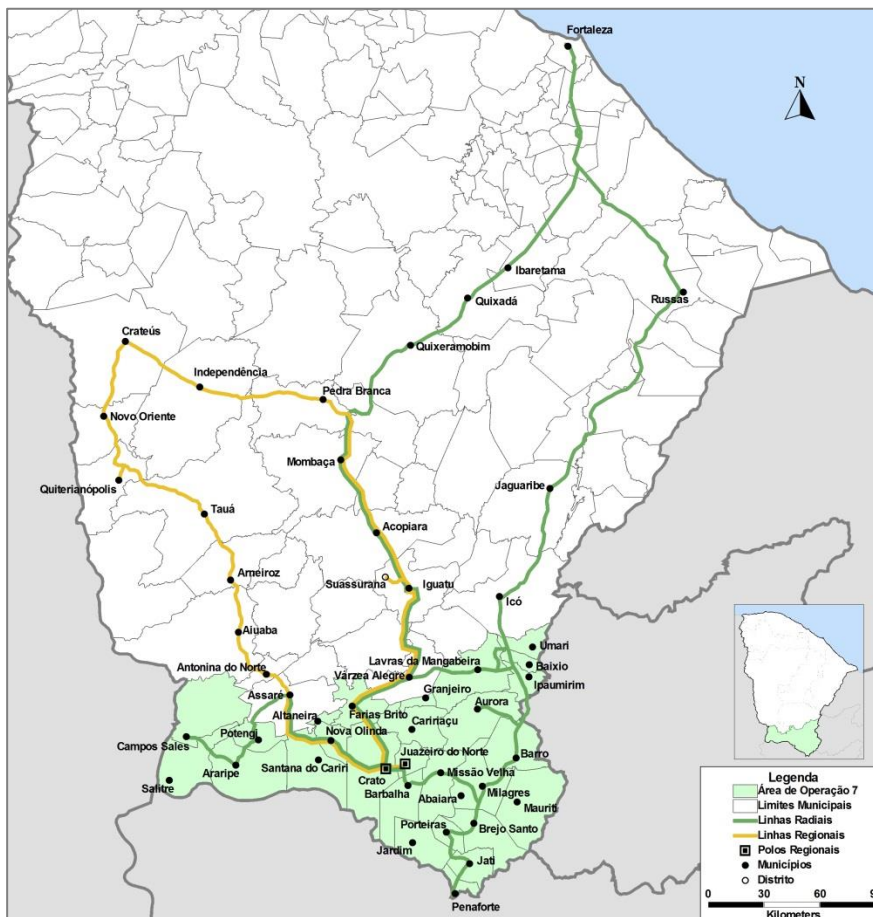 Fortaleza
N
Ibaretama
Quixadá
Russas
Crateús
Quixeramobim
Independência
Pedra Branca
Novo Oriente
Mombaça
Quiterianópolis
Jaguaribe
Tauá
Acopiara
Arneiroz
Suassurana
Iguatu
Icó
Aiuaba
Umari
Lavras da Mangabeira
Baixio
Antonina do Norte
Várzea Alegre
Ipaumirim
Assaré
Granjeiro
Aurora
Altaneira
Farias Brito
Caririaçu
Potengi
Nova Olinda
Campos Sales
Juazeiro do Norte
Barro
Araripe
Santana do Cariri
Crato
Missão Velha
Salitre
Barbalha
Milagres
Abaiara
Mauriti
Porteiras
Brejo Santo
Jardim
Jati
Penaforte
Legenda
Área de Operação 7
Limites Municipais
Linhas Radiais
Linhas Regionais
Polos Regionais
Municípios
Distrito
0 30 60 9
Kilometers